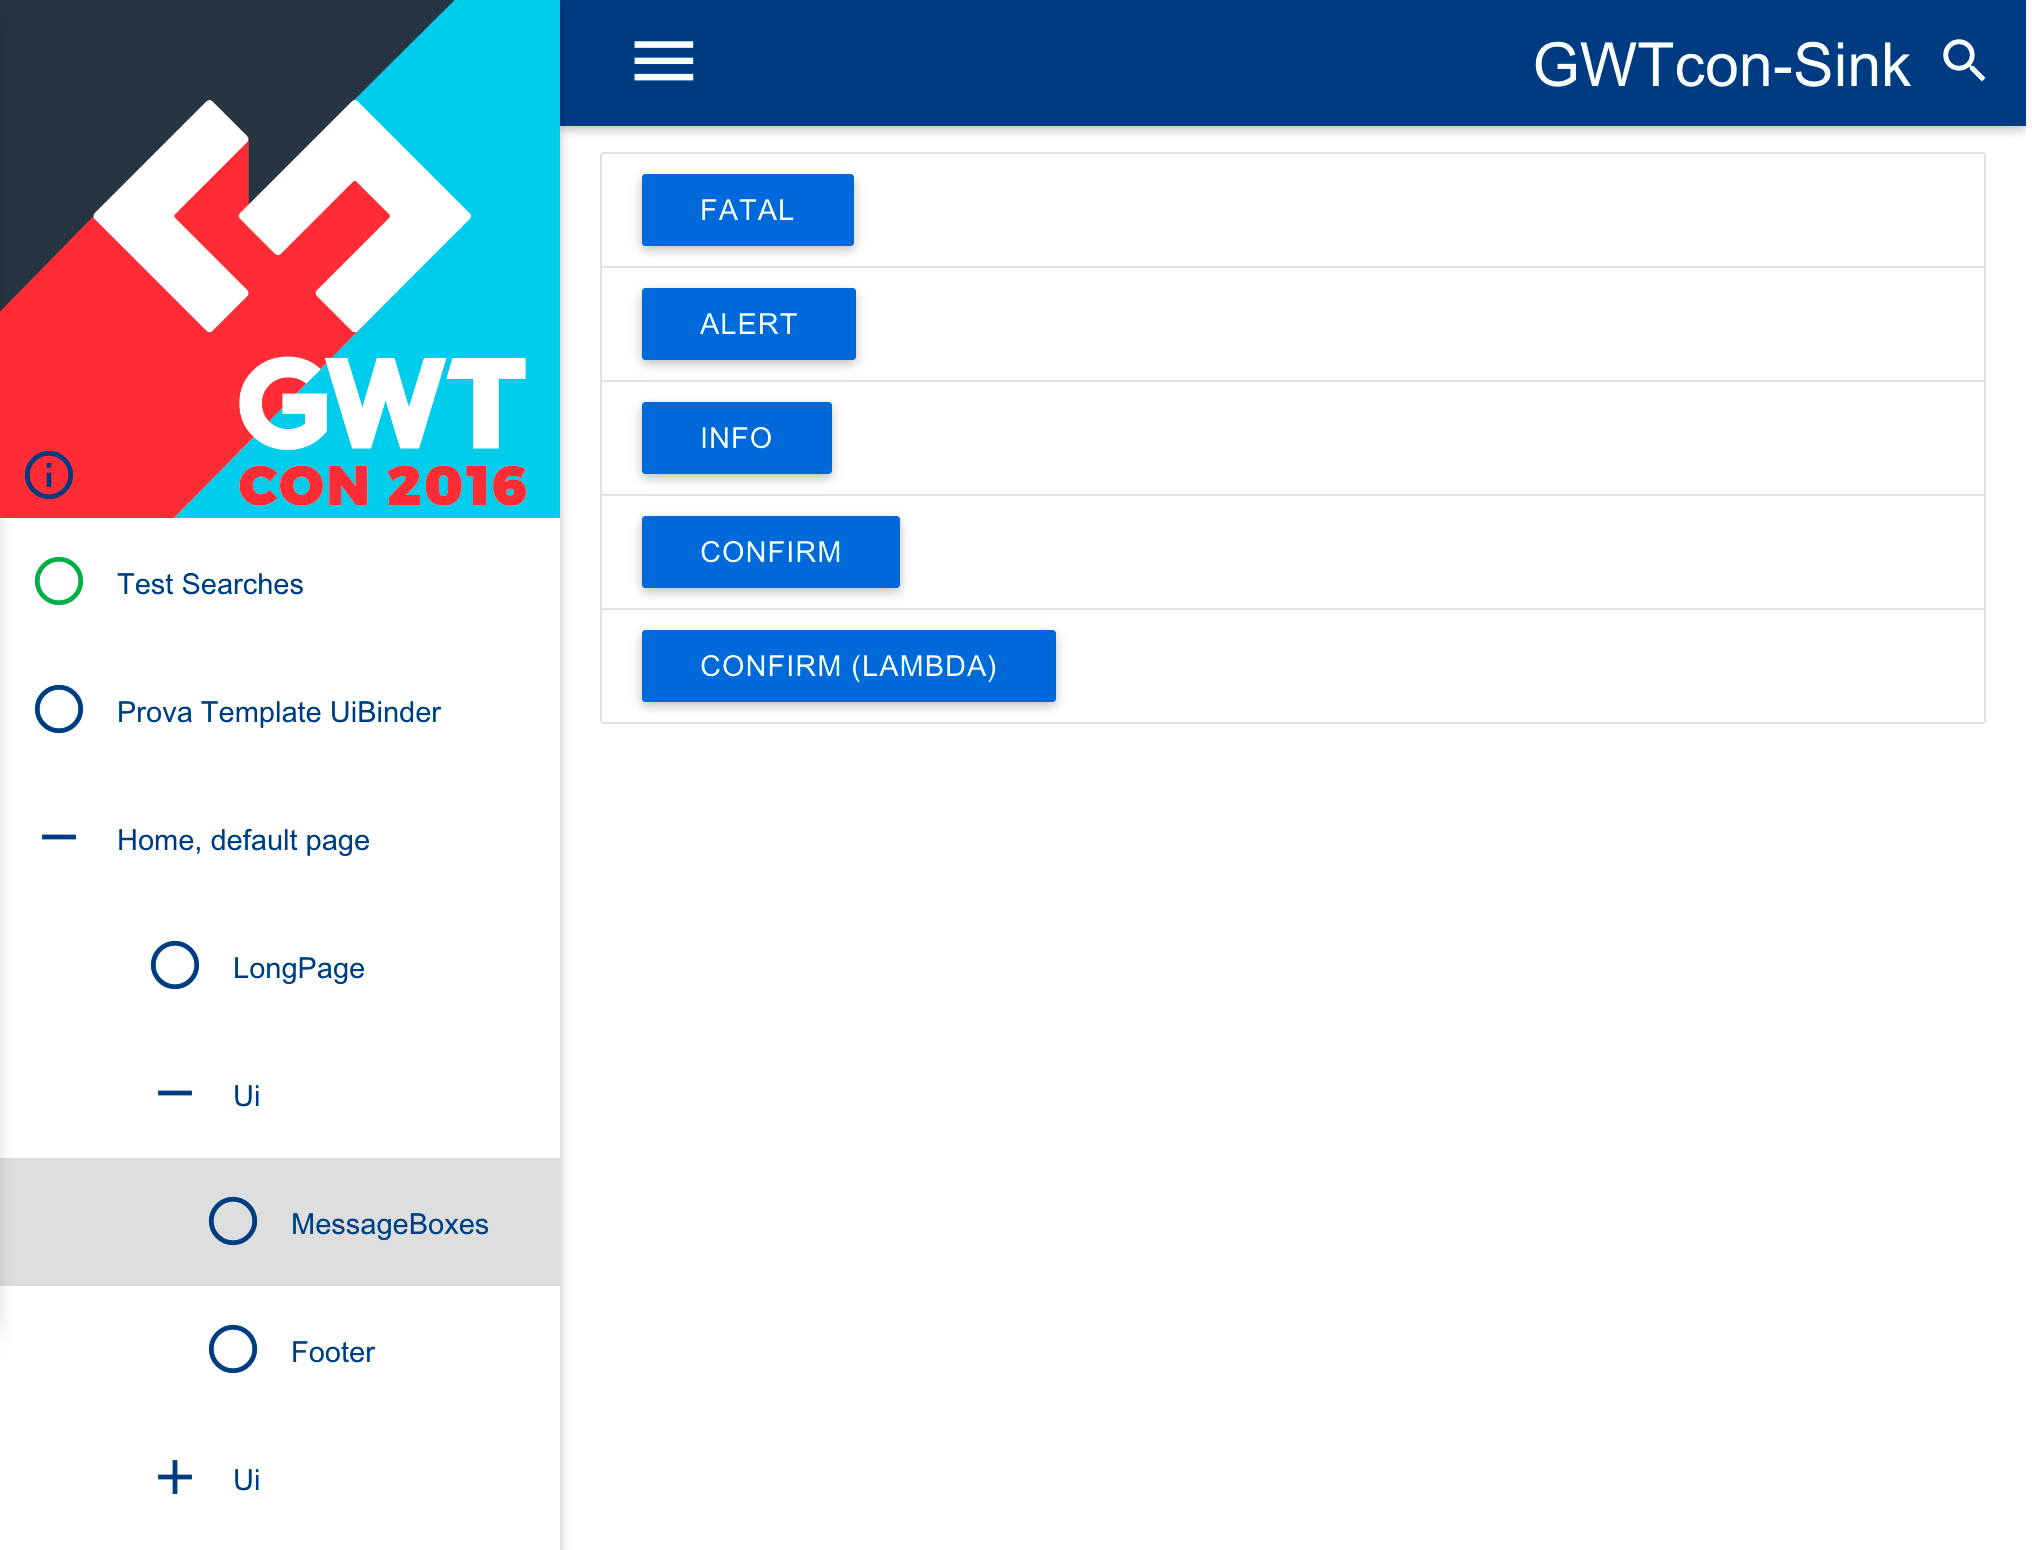 GWTcon-Sink
GWT
CON 2016
Test Searches
Prova Template UiBinder
Home, default page
LongPage
Ui
MessageBoxes
Footer
Ui
FATAL
ALERT
INFO
CONFIRM
CONFIRM (LAMBDA)